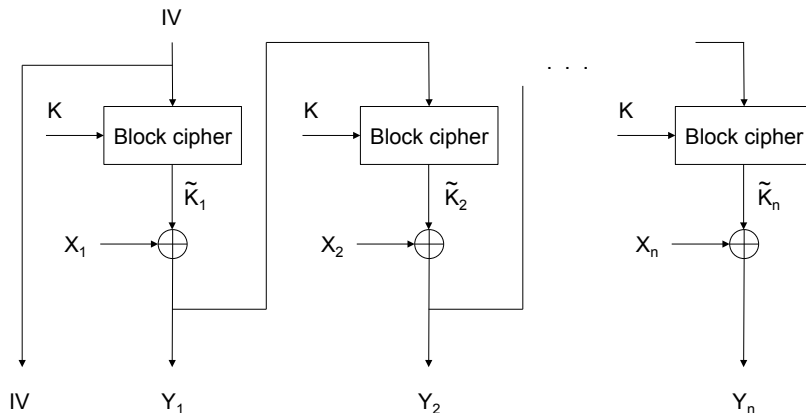 IV
. . .
K
Block cipher
K
Block cipher
K
Block cipher
K̃₁
K̃₂
K̃ₙ
X₁
X₂
Xₙ
IV
Y₁
Y₂
Yₙ